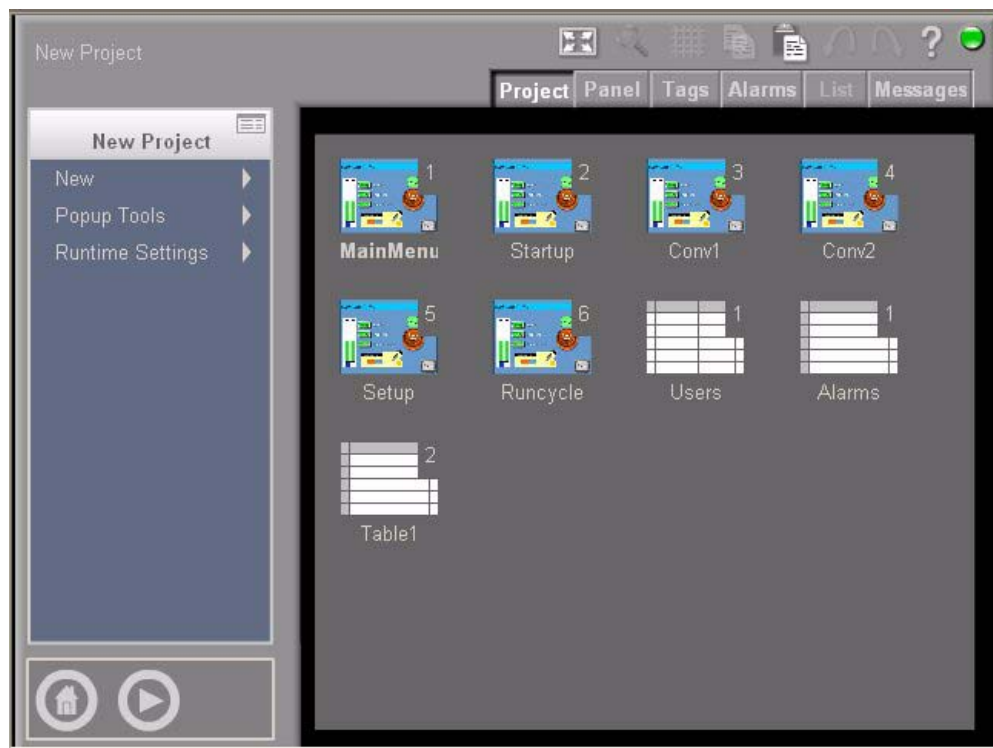 New Project
?
Project Panel Tags Alarms List Messages
New Project
New
Popup Tools
Runtime Settings
1 2 3 4
MainMenu Startup Conv1 Conv2
5 6 1 1
Setup Runcycle Users Alarms
2
Table1